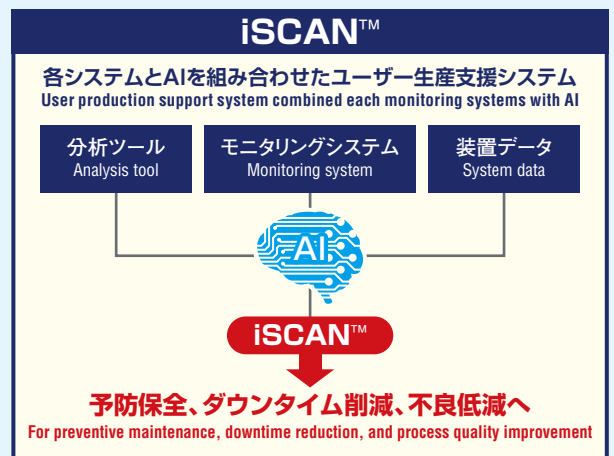 iSCAN™
各システムとAIを組み合わせたユーザー生産支援システム
User production support system combined each monitoring systems with AI
分析ツール
Analysis tool
モニタリングシステム
Monitoring system
装置データ
System data
AI
iSCAN™
予防保全、ダウンタイム削減、不良低減へ
For preventive maintenance, downtime reduction, and process quality improvement